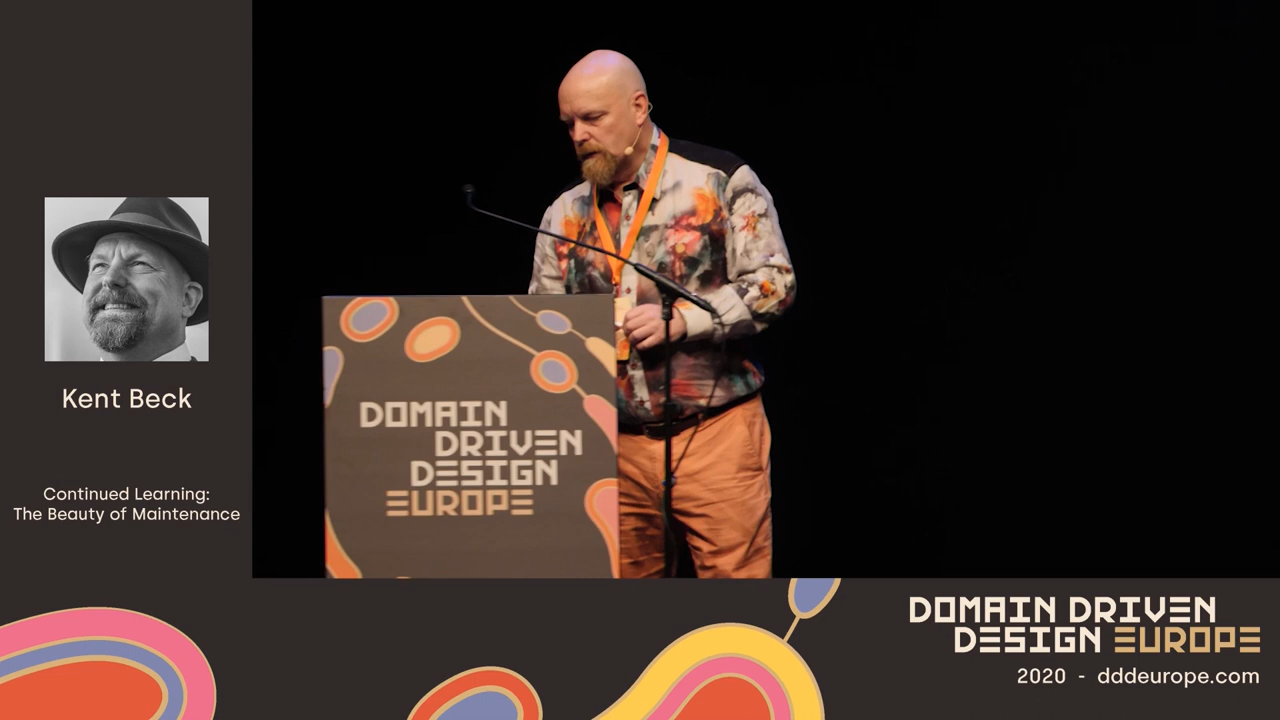 Kent Beck
Continued Learning:
The Beauty of Maintenance
DOMAIN
DRIVEN
DESIGN
EUROPE
DOMAIN DRIVEN
DESIGN EUROPE
2020 - dddeurope.com